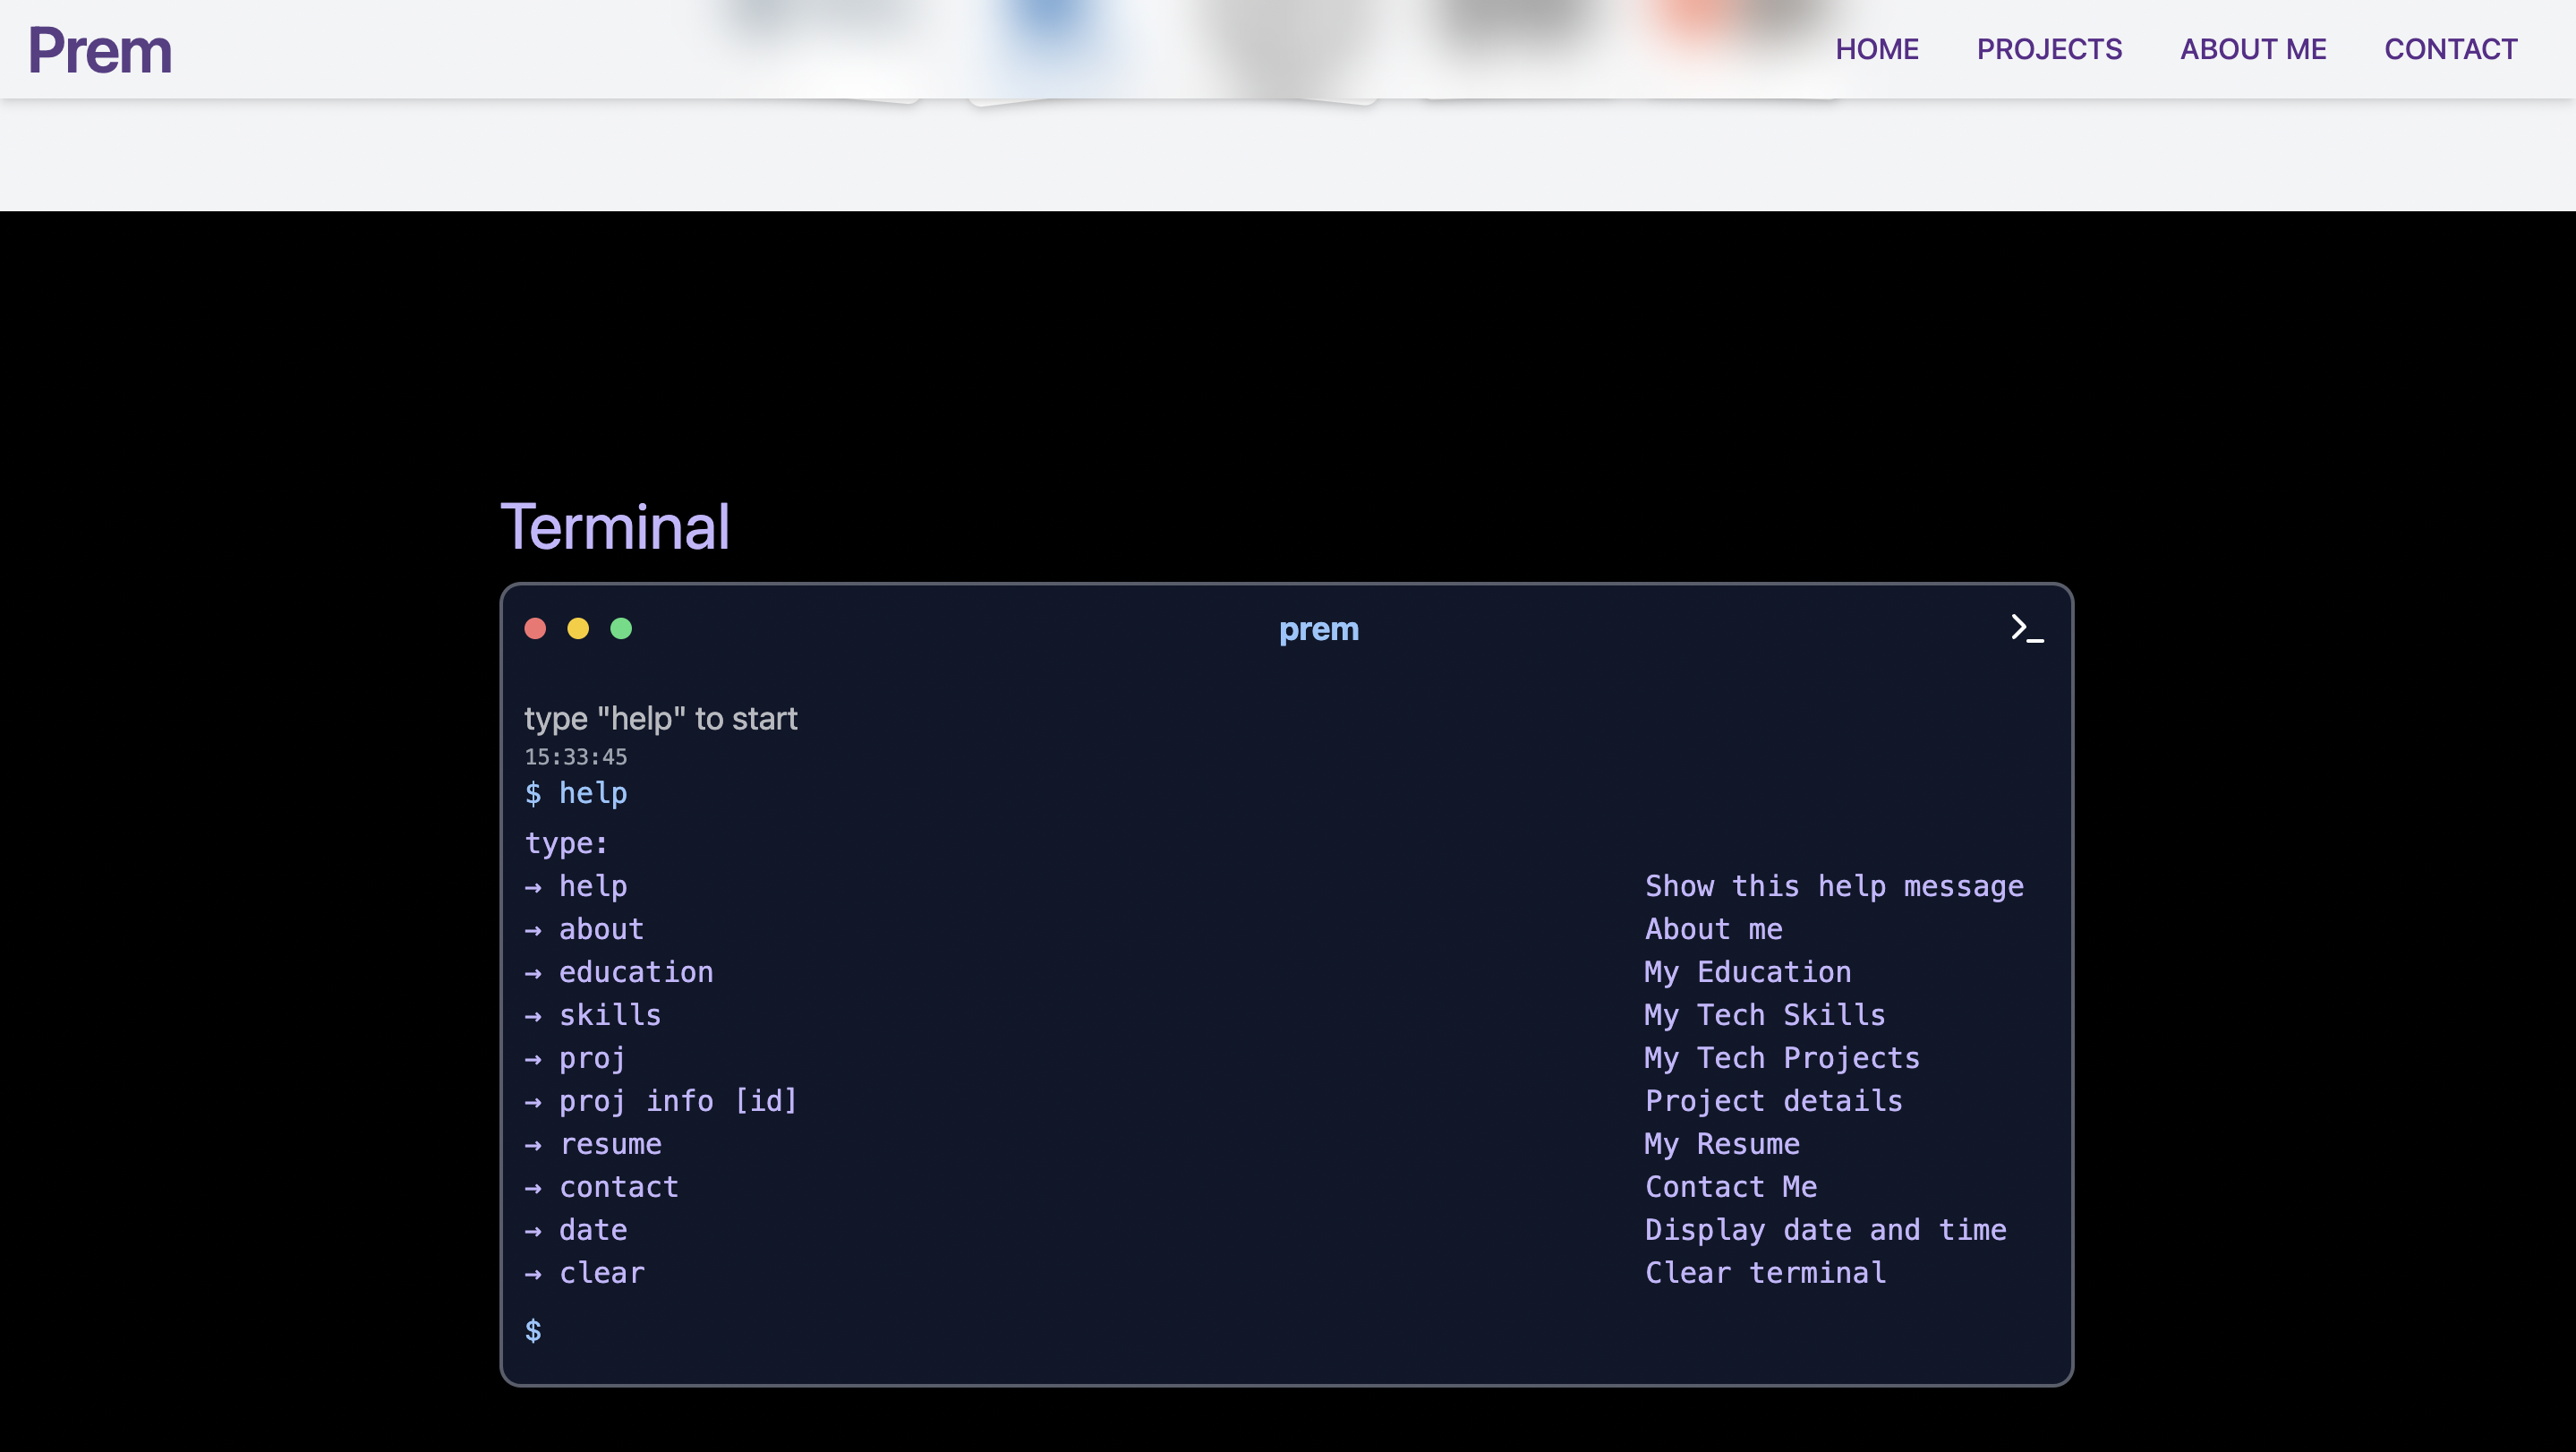 Prem
HOME PROJECTS ABOUT ME CONTACT
Terminal
prem
type "help" to start
15:33:45
$ help
type:
→ help Show this help message
→ about About me
→ education My Education
→ skills My Tech Skills
→ proj My Tech Projects
→ proj info [id] Project details
→ resume My Resume
→ contact Contact Me
→ date Display date and time
→ clear Clear terminal
$